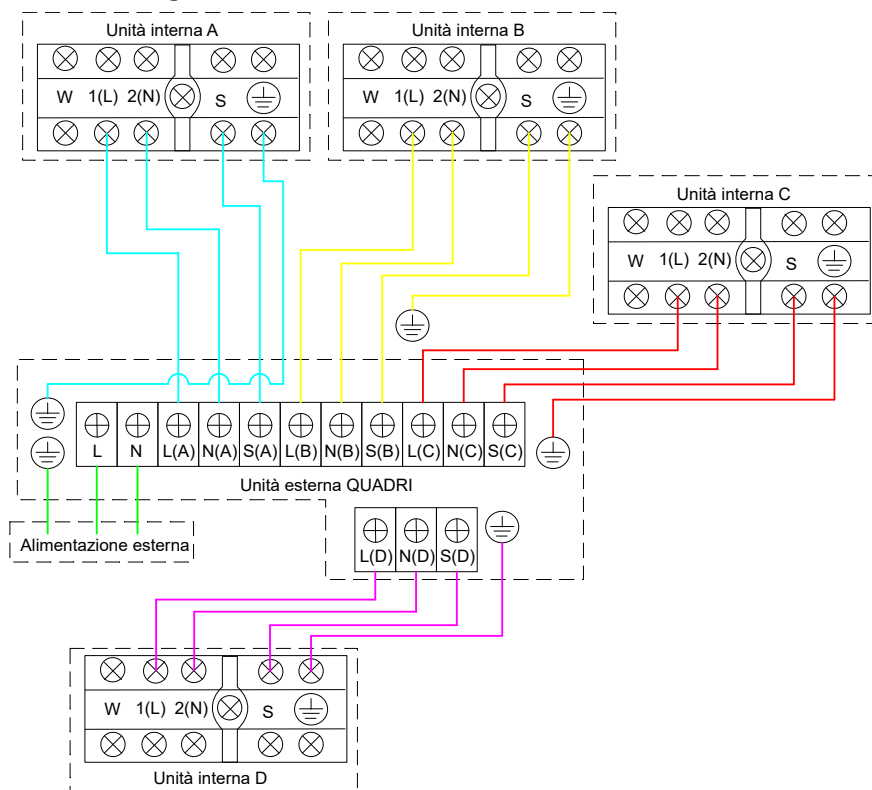 Unità interna A
W 1(L) 2(N) S
Unità interna B
W 1(L) 2(N) S
Unità interna C
W 1(L) 2(N) S
L N L(A) N(A) S(A) L(B) N(B) S(B) L(C) N(C) S(C)
Unità esterna QUADRI
Alimentazione esterna
L(D) N(D) S(D)
W 1(L) 2(N) S
Unità interna D